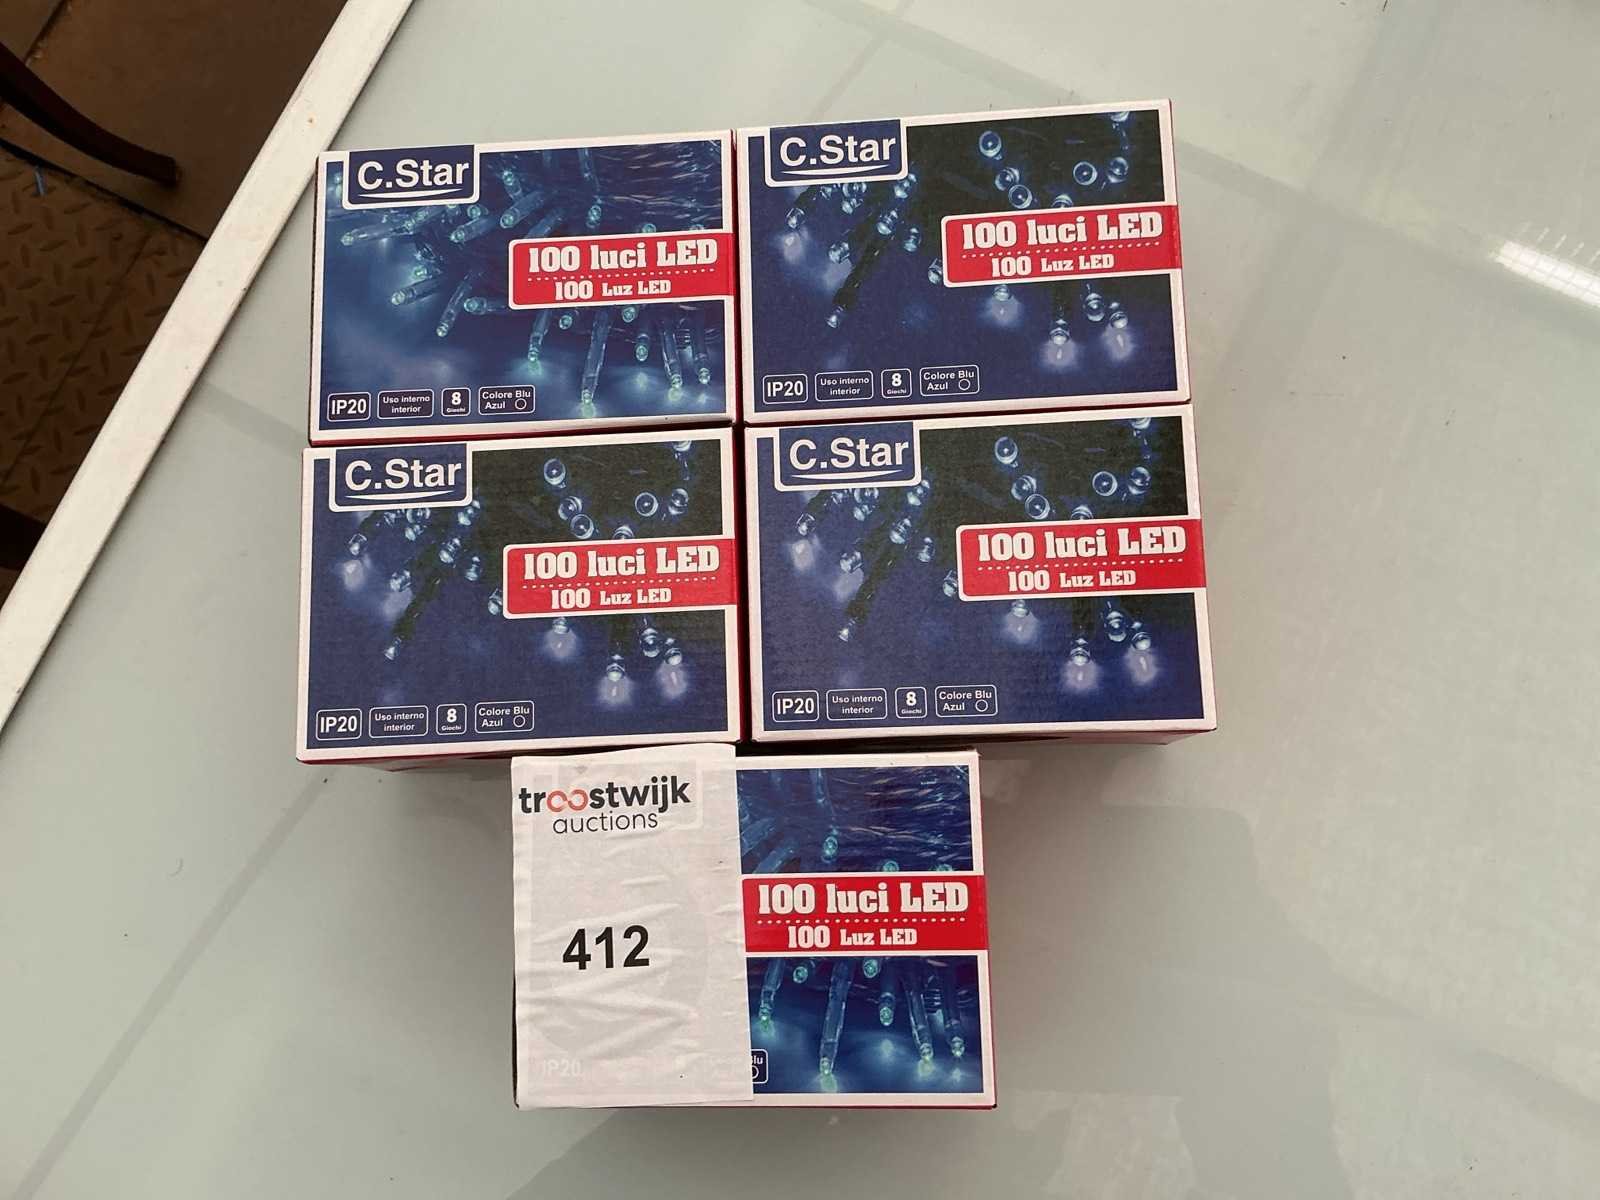 C.Star
100 luci LED
100 Luz LED
IP20
Uso interno
interior
8
Giochi
Colore Blu
Azul
C.Star
100 luci LED
100 Luz LED
IP20
Uso interno
interior
8
Giochi
Colore Blu
Azul
C.Star
100 luci LED
100 Luz LED
IP20
Uso interno
interior
8
Giochi
Colore Blu
Azul
C.Star
100 luci LED
100 Luz LED
IP20
Uso interno
interior
8
Giochi
Colore Blu
Azul
troostwijk
auctions
412
100 luci LED
100 Luz LED
IP20
Blu